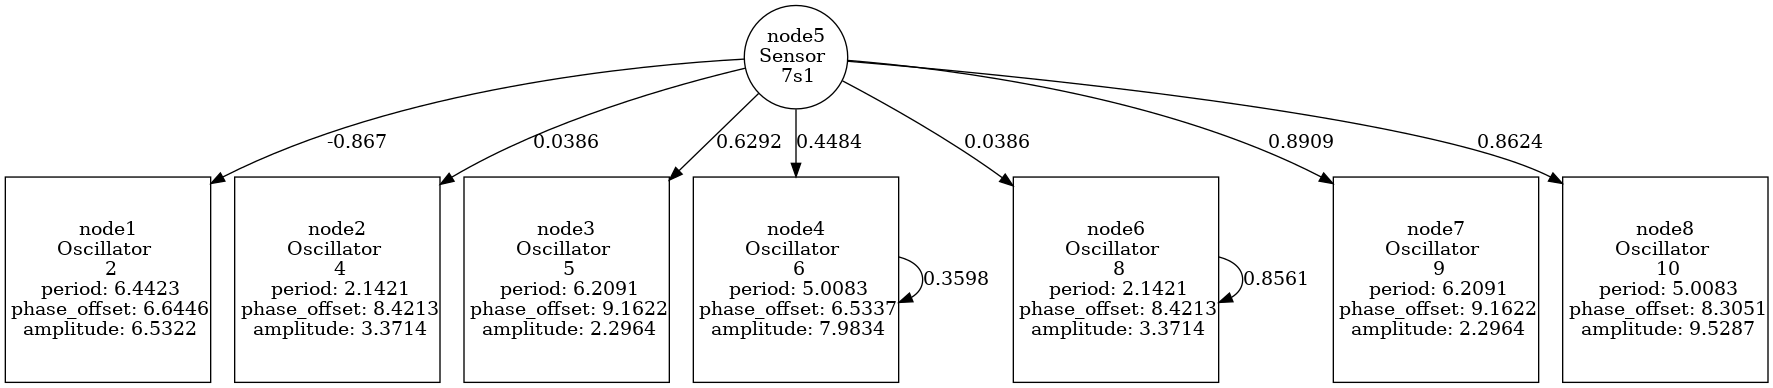 node5
Sensor
7s1
-0.867
0.0386
0.6292
0.4484
0.0386
0.8909
0.8624
node1
Oscillator
2
period: 6.4423
phase_offset: 6.6446
amplitude: 6.5322
node2
Oscillator
4
period: 2.1421
phase_offset: 8.4213
amplitude: 3.3714
node3
Oscillator
5
period: 6.2091
phase_offset: 9.1622
amplitude: 2.2964
node4
Oscillator
6
period: 5.0083
phase_offset: 6.5337
amplitude: 7.9834
0.3598
node6
Oscillator
8
period: 2.1421
phase_offset: 8.4213
amplitude: 3.3714
0.8561
node7
Oscillator
9
period: 6.2091
phase_offset: 9.1622
amplitude: 2.2964
node8
Oscillator
10
period: 5.0083
phase_offset: 8.3051
amplitude: 9.5287